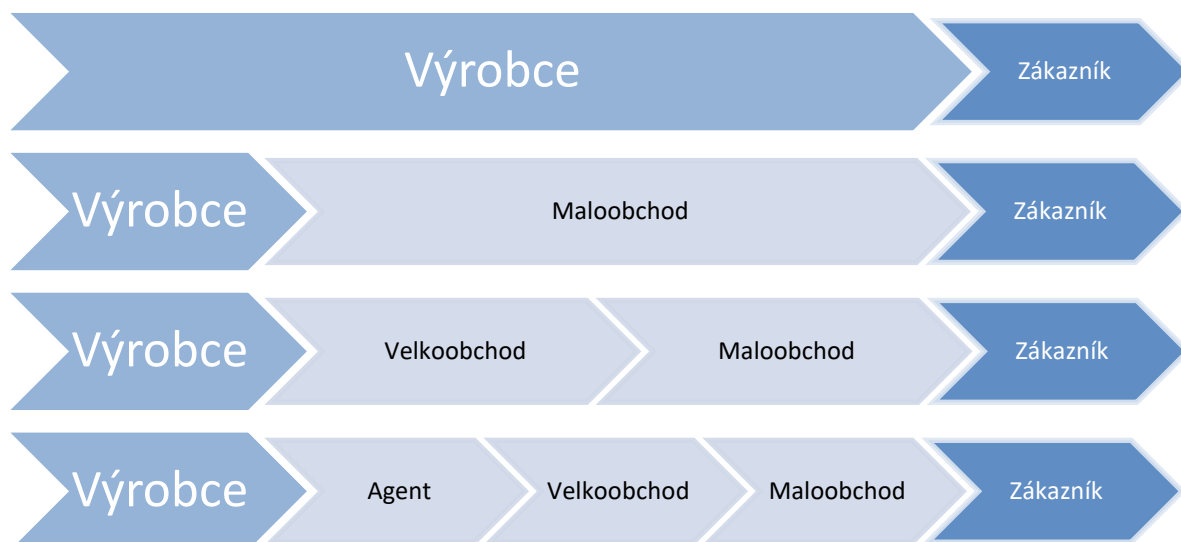 Výrobce Zákazník
Výrobce Maloobchod Zákazník
Výrobce Velkoobchod Maloobchod Zákazník
Výrobce Agent Velkoobchod Maloobchod Zákazník